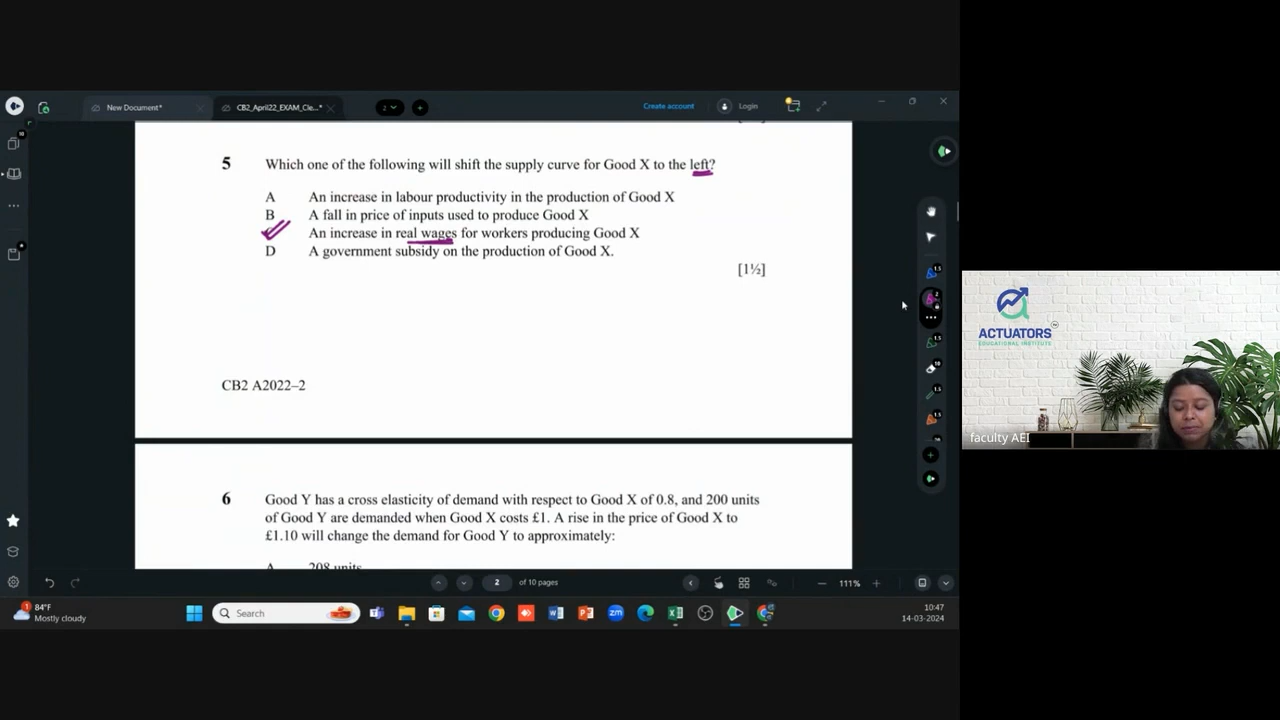 New Document*
CB2_April22_EXAM_Cle...*
2
Create account
Login
5 Which one of the following will shift the supply curve for Good X to the left?
A An increase in labour productivity in the production of Good X
B A fall in price of inputs used to produce Good X
An increase in real wages for workers producing Good X
D A government subsidy on the production of Good X.
[1½]
CB2 A2022–2
6 Good Y has a cross elasticity of demand with respect to Good X of 0.8, and 200 units
of Good Y are demanded when Good X costs £1. A rise in the price of Good X to
£1.10 will change the demand for Good Y to approximately:
A 208 units
2 of 10 pages
111%
84°F
Mostly cloudy
Search
10:47
14-03-2024
ACTUATORS
EDUCATIONAL INSTITUTE
faculty AEI